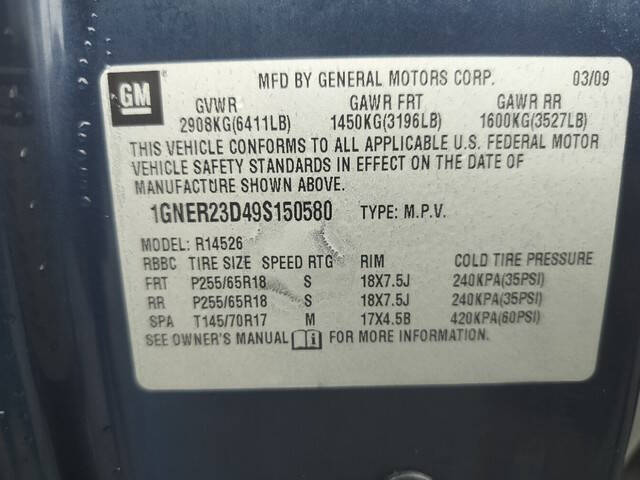 GM MFD BY GENERAL MOTORS CORP. 03/09
GVWR GAWR FRT GAWR RR
2908KG(6411LB) 1450KG(3196LB) 1600KG(3527LB)
THIS VEHICLE CONFORMS TO ALL APPLICABLE U.S. FEDERAL MOTOR
VEHICLE SAFETY STANDARDS IN EFFECT ON THE DATE OF
MANUFACTURE SHOWN ABOVE.
1GNER23D49S150580 TYPE: M.P.V.
MODEL: R14526
RBBC TIRE SIZE SPEED RTG RIM COLD TIRE PRESSURE
FRT P255/65R18 S 18X7.5J 240KPA(35PSI)
RR P255/65R18 S 18X7.5J 240KPA(35PSI)
SPA T145/70R17 M 17X4.5B 420KPA(60PSI)
SEE OWNER'S MANUAL i FOR MORE INFORMATION.